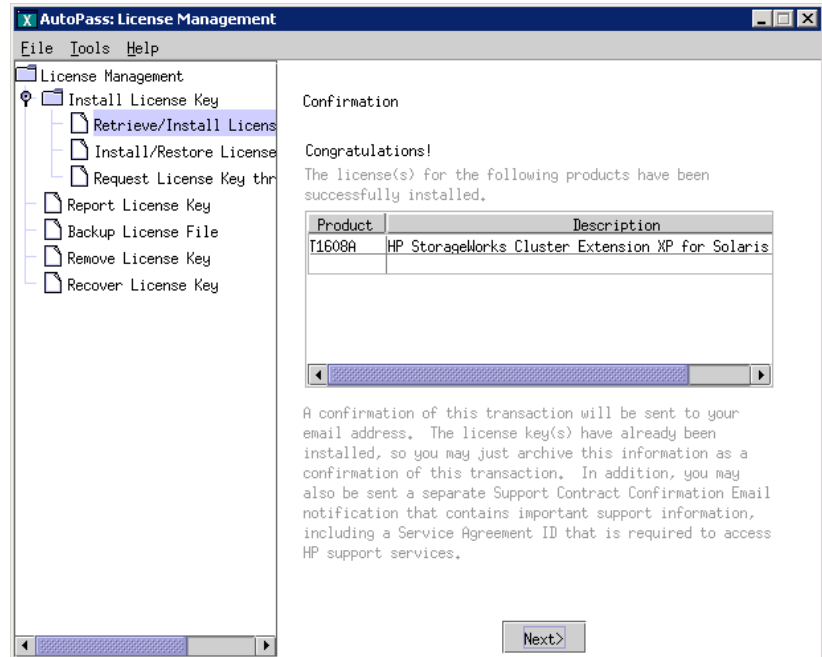 X AutoPass: License Management
File Tools Help
License Management
Install License Key
Retrieve/Install Licens
Install/Restore License
Request License Key thr
Report License Key
Backup License File
Remove License Key
Recover License Key
Confirmation
Congratulations!
The license(s) for the following products have been
successfully installed.
Product Description
T1608A HP StorageWorks Cluster Extension XP for Solaris
A confirmation of this transaction will be sent to your
email address. The license key(s) have already been
installed, so you may just archive this information as a
confirmation of this transaction. In addition, you may
also be sent a separate Support Contract Confirmation Email
notification that contains important support information,
including a Service Agreement ID that is required to access
HP support services.
Next>